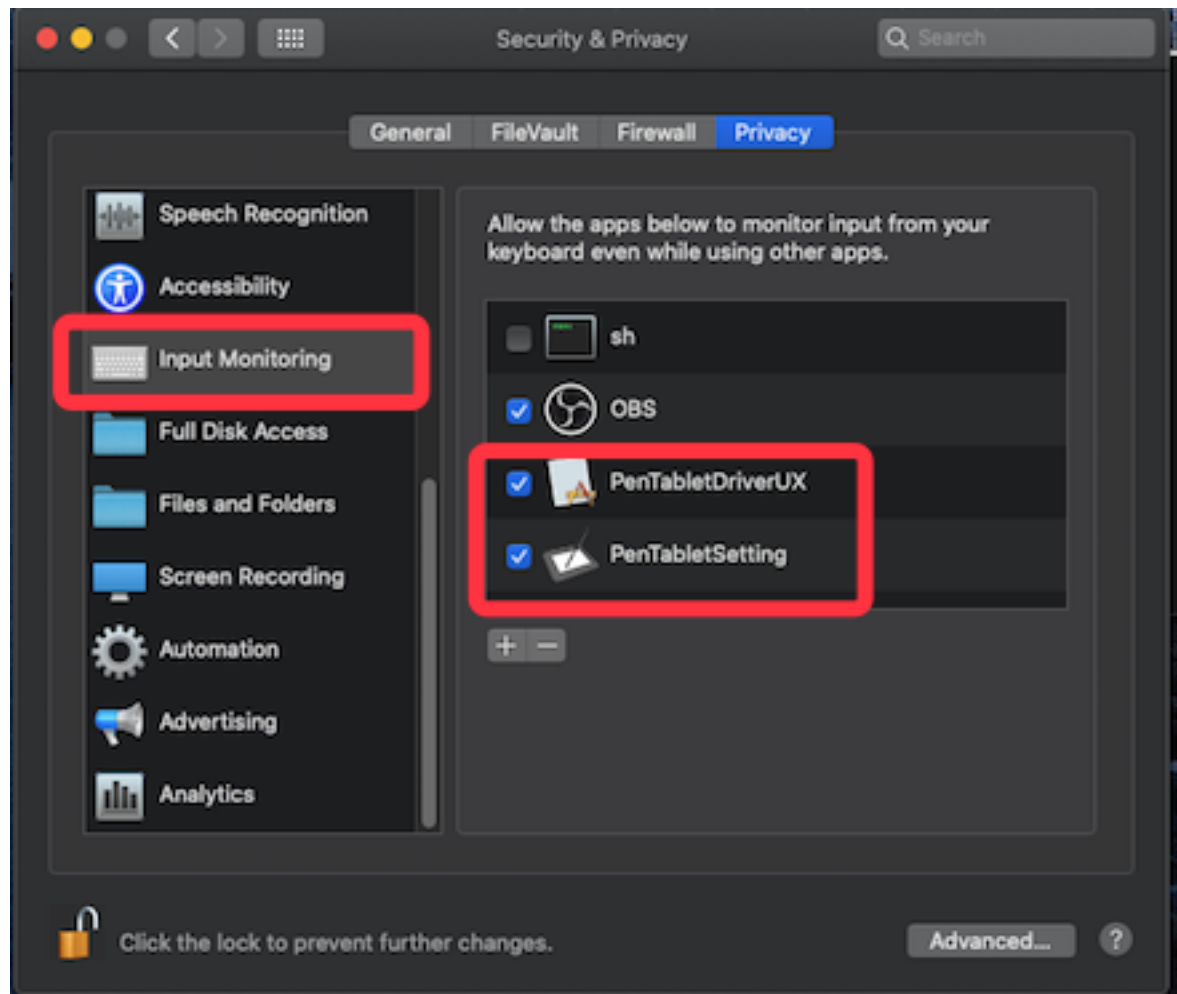 Security & Privacy
Search
General FileVault Firewall Privacy
Speech Recognition
Accessibility
Input Monitoring
Full Disk Access
Files and Folders
Screen Recording
Automation
Advertising
Analytics
Allow the apps below to monitor input from your
keyboard even while using other apps.
sh
OBS
PenTabletDriverUX
PenTabletSetting
+ −
Click the lock to prevent further changes.
Advanced...
?